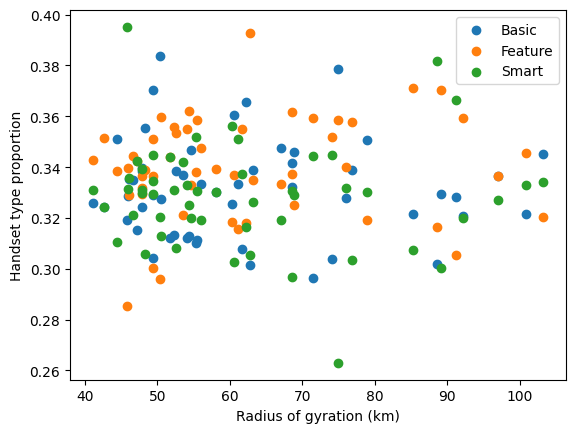 0.40
0.38
0.36
0.34
0.32
0.30
0.28
0.26
Handset type proportion
Basic
Feature
Smart
40 50 60 70 80 90 100
Radius of gyration (km)